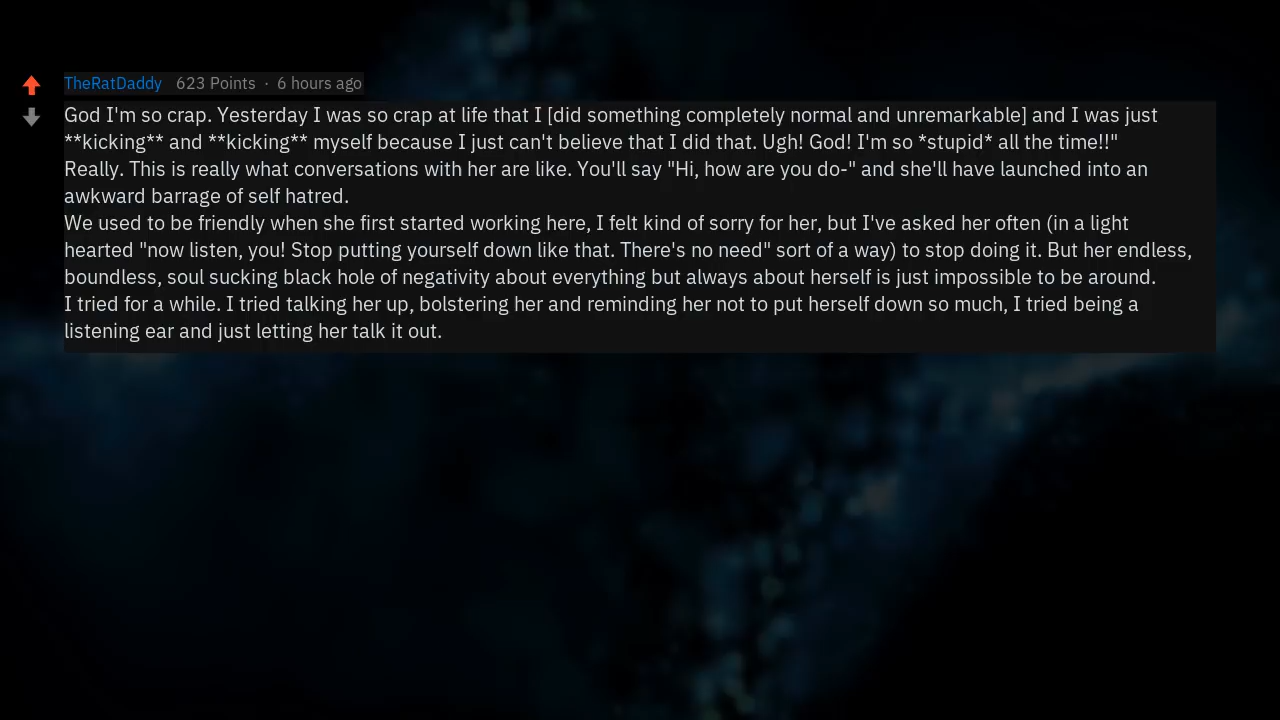 TheRatDaddy 623 Points · 6 hours ago
God I'm so crap. Yesterday I was so crap at life that I [did something completely normal and unremarkable] and I was just
**kicking** and **kicking** myself because I just can't believe that I did that. Ugh! God! I'm so *stupid* all the time!!"
Really. This is really what conversations with her are like. You'll say "Hi, how are you do-" and she'll have launched into an
awkward barrage of self hatred.
We used to be friendly when she first started working here, I felt kind of sorry for her, but I've asked her often (in a light
hearted "now listen, you! Stop putting yourself down like that. There's no need" sort of a way) to stop doing it. But her endless,
boundless, soul sucking black hole of negativity about everything but always about herself is just impossible to be around.
I tried for a while. I tried talking her up, bolstering her and reminding her not to put herself down so much, I tried being a
listening ear and just letting her talk it out.